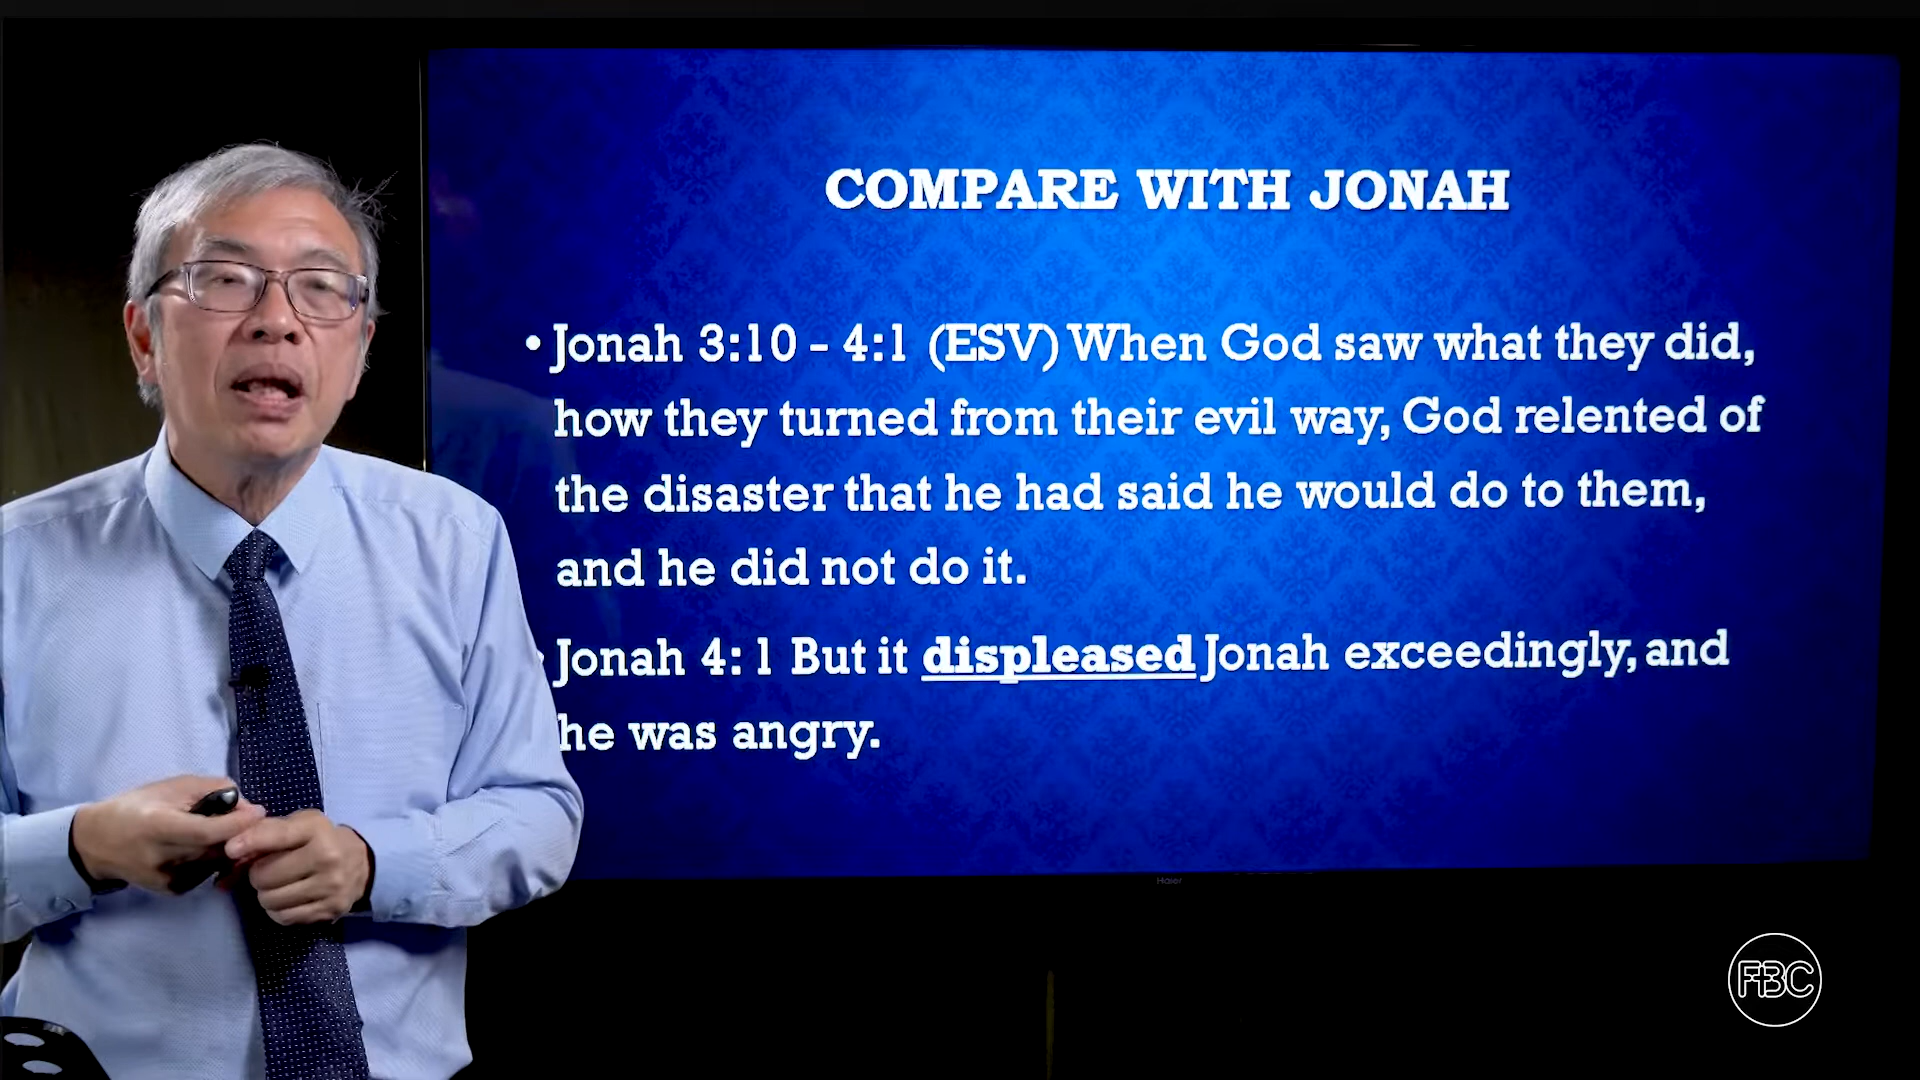 COMPARE WITH JONAH
• Jonah 3:10 - 4:1 (ESV) When God saw what they did,
how they turned from their evil way, God relented of
the disaster that he had said he would do to them,
and he did not do it.
Jonah 4: 1 But it displeased Jonah exceedingly, and
he was angry.
Haier
FBC